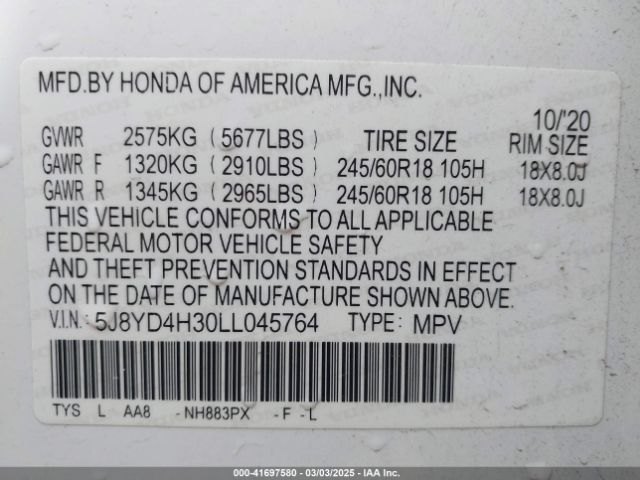 MFD.BY HONDA OF AMERICA MFG.,INC.
10/'20
GVWR 2575KG (5677LBS) TIRE SIZE RIM SIZE
GAWR F 1320KG (2910LBS) 245/60R18 105H 18X8.0J
GAWR R 1345KG (2965LBS) 245/60R18 105H 18X8.0J
THIS VEHICLE CONFORMS TO ALL APPLICABLE
FEDERAL MOTOR VEHICLE SAFETY
AND THEFT PREVENTION STANDARDS IN EFFECT
ON THE DATE OF MANUFACTURE SHOWN ABOVE.
V.I.N.: 5J8YD4H30LL045764 TYPE: MPV
TYS L AA8 -NH883PX -F -L
000-41697580 - 03/03/2025 - IAA Inc.